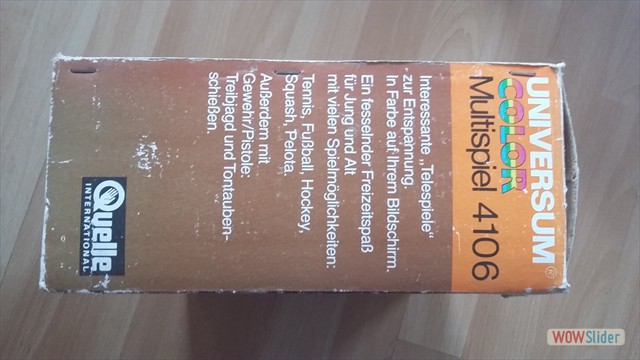 UNIVERSUM®
COLOR
Multispiel 4106
Interessante „Telespiele"
zur Entspannung.
In Farbe auf Ihrem Bildschirm.
Ein fesselnder Freizeitspaß
für Jung und Alt
mit vielen Spielmöglichkeiten:
Tennis, Fußball, Hockey,
Squash, Pelota
Außerdem mit
Gewehr/Pistole:
Treibjagd und Tontauben-
schießen.
Quelle
INTERNATIONAL
WOWSlider